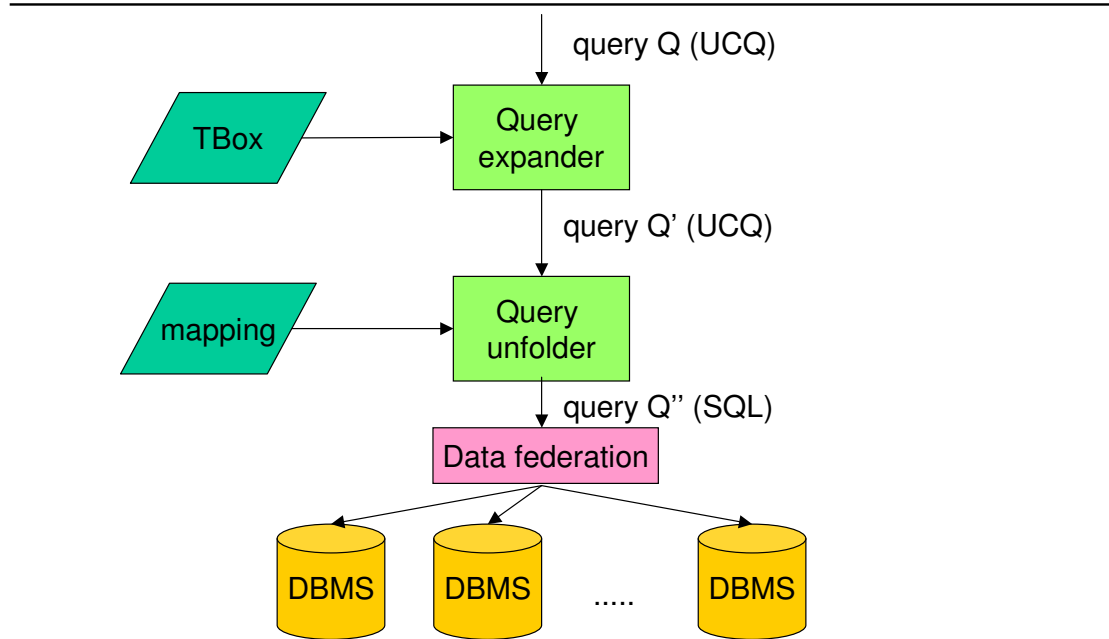 query Q (UCQ)
TBox
Query
expander
query Q' (UCQ)
mapping
Query
unfolder
query Q'' (SQL)
Data federation
DBMS
DBMS
.....
DBMS